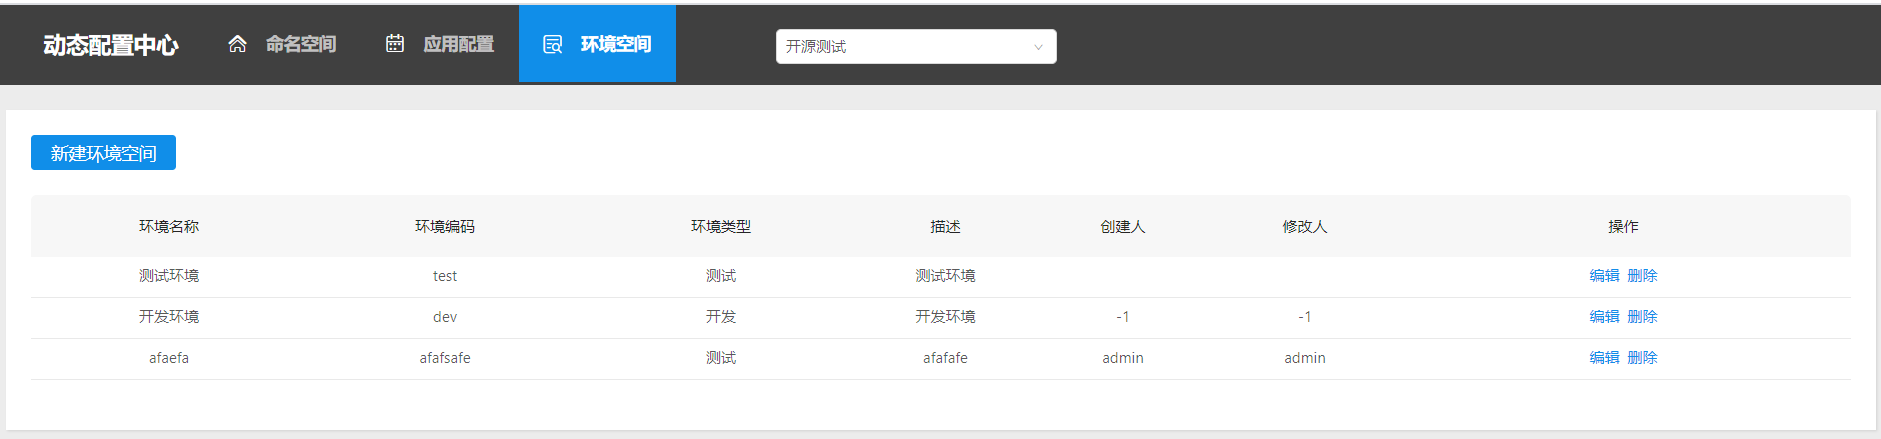 动态配置中心 命名空间 应用配置 环境空间 开源测试
新建环境空间
环境名称 环境编码 环境类型 描述 创建人 修改人 操作
测试环境 test 测试 测试环境 编辑 删除
开发环境 dev 开发 开发环境 -1 -1 编辑 删除
afaefa afafsafe 测试 afafafe admin admin 编辑 删除